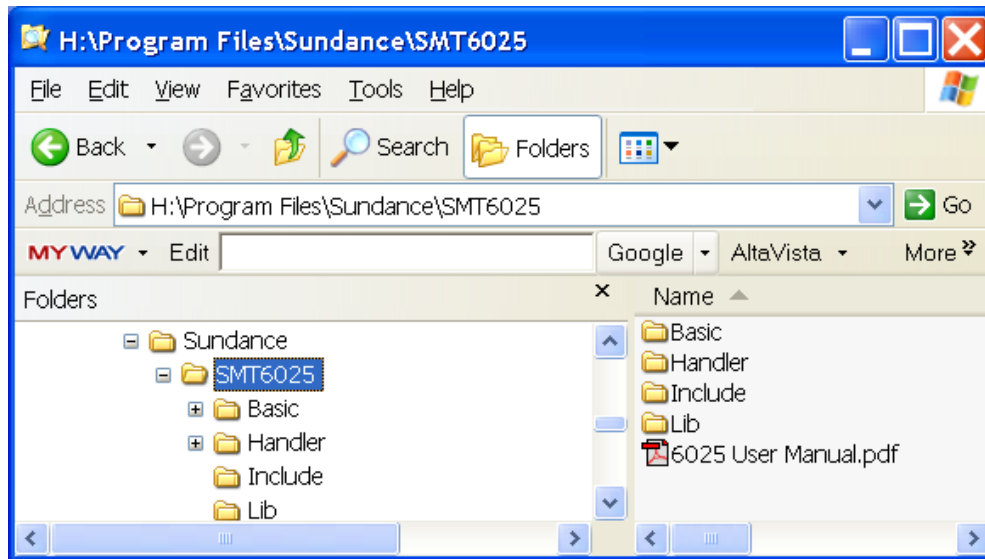 H:\Program Files\Sundance\SMT6025
File Edit View Favorites Tools Help
Back Search Folders
Address H:\Program Files\Sundance\SMT6025 Go
MYWAY Edit Google AltaVista More
Folders
Sundance
SMT6025
Basic
Handler
Include
Lib
Name
Basic
Handler
Include
Lib
6025 User Manual.pdf